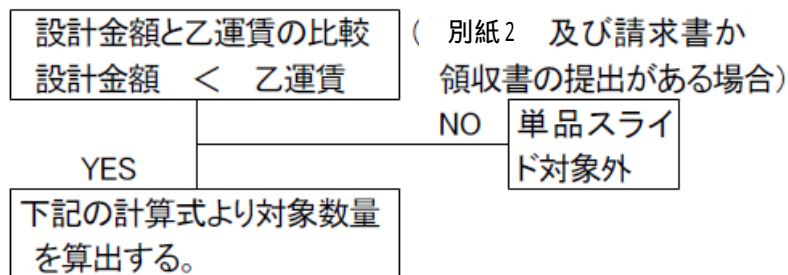 設計金額と乙運賃の比較 ( 別紙2 及び請求書か
設計金額 < 乙運賃 領収書の提出がある場合)
NO 単品スライ
ド対象外
YES
下記の計算式より対象数量
を算出する。